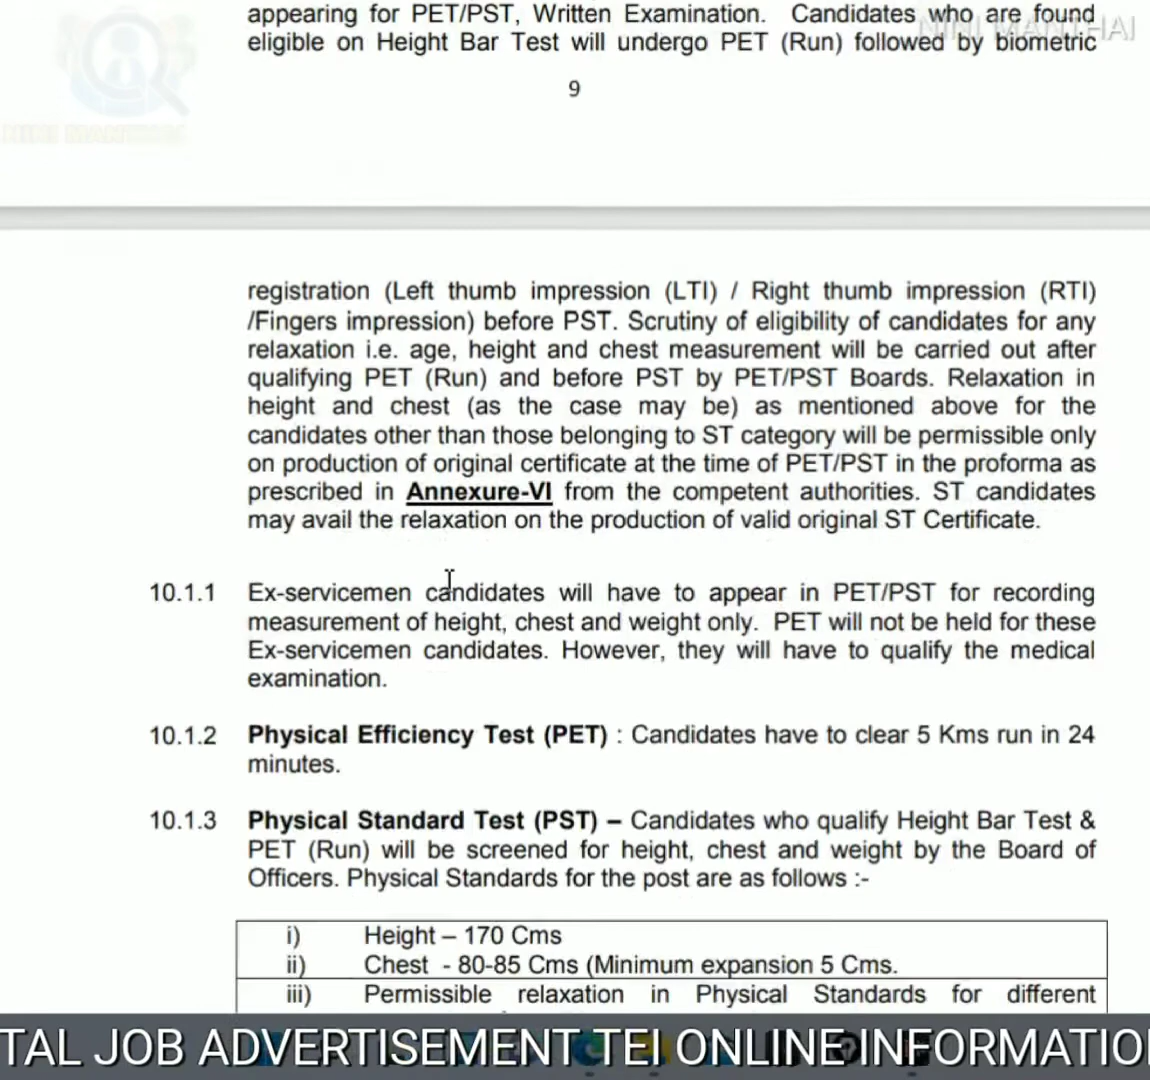 appearing for PET/PST, Written Examination. Candidates who are found
NINI MANTHAI
eligible on Height Bar Test will undergo PET (Run) followed by biometric
9
NINI MANTHAI
registration (Left thumb impression (LTI) / Right thumb impression (RTI)
/Fingers impression) before PST. Scrutiny of eligibility of candidates for any
relaxation i.e. age, height and chest measurement will be carried out after
qualifying PET (Run) and before PST by PET/PST Boards. Relaxation in
height and chest (as the case may be) as mentioned above for the
candidates other than those belonging to ST category will be permissible only
on production of original certificate at the time of PET/PST in the proforma as
prescribed in Annexure-VI from the competent authorities. ST candidates
may avail the relaxation on the production of valid original ST Certificate.
10.1.1 Ex-servicemen candidates will have to appear in PET/PST for recording
measurement of height, chest and weight only. PET will not be held for these
Ex-servicemen candidates. However, they will have to qualify the medical
examination.
10.1.2 Physical Efficiency Test (PET) : Candidates have to clear 5 Kms run in 24
minutes.
10.1.3 Physical Standard Test (PST) – Candidates who qualify Height Bar Test &
PET (Run) will be screened for height, chest and weight by the Board of
Officers. Physical Standards for the post are as follows :-
i) Height – 170 Cms
ii) Chest - 80-85 Cms (Minimum expansion 5 Cms.
iii) Permissible relaxation in Physical Standards for different
TAL JOB ADVERTISEMENT TEI ONLINE INFORMATIO